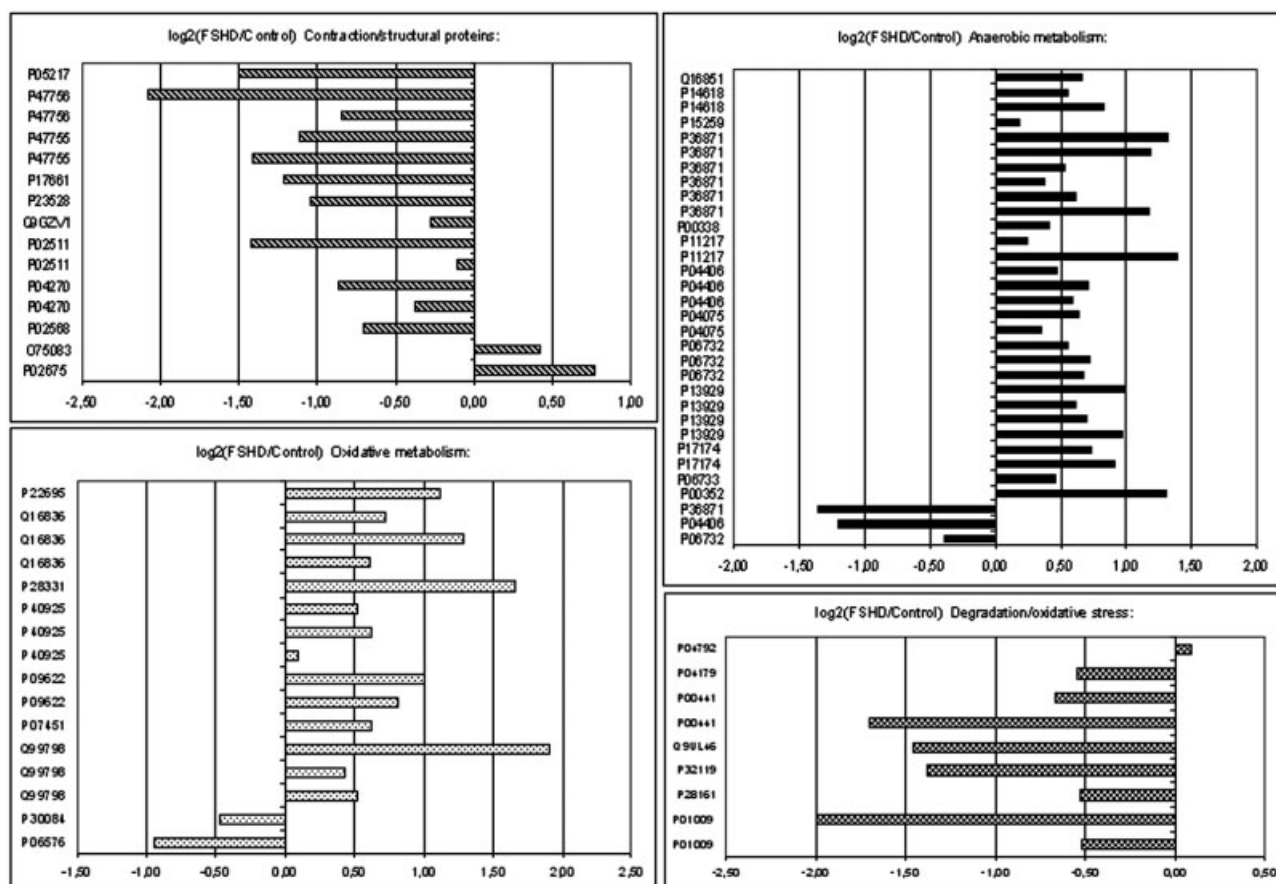 log2(FSHD/Control) Contraction/structural proteins:
P05217
P47756
P47756
P47755
P47755
P17661
P23528
Q9GZV1
P02511
P02511
P04270
P04270
P02568
O75083
P02675
-2,50 -2,00 -1,50 -1,00 -0,50 0,00 0,50 1,00
log2(FSHD/Control) Anaerobic metabolism:
Q16851
P14618
P14618
P15259
P36871
P36871
P36871
P36871
P36871
P36871
P00338
P11217
P11217
P04406
P04406
P04406
P04075
P04075
P06732
P06732
P06732
P13929
P13929
P13929
P13929
P17174
P17174
P06733
P00352
P36871
P04406
P06732
-2,00 -1,50 -1,00 -0,50 0,00 0,50 1,00 1,50 2,00
log2(FSHD/Control) Oxidative metabolism:
P22695
Q16836
Q16836
Q16836
P28331
P40925
P40925
P40925
P09622
P09622
P07451
Q99798
Q99798
Q99798
P30084
P06576
-1,50 -1,00 -0,50 0,00 0,50 1,00 1,50 2,00 2,50
log2(FSHD/Control) Degradation/oxidative stress:
P04792
P04179
P00441
P00441
Q9UL46
P32119
P28161
P01009
P01009
-2,50 -2,00 -1,50 -1,00 -0,50 0,00 0,50